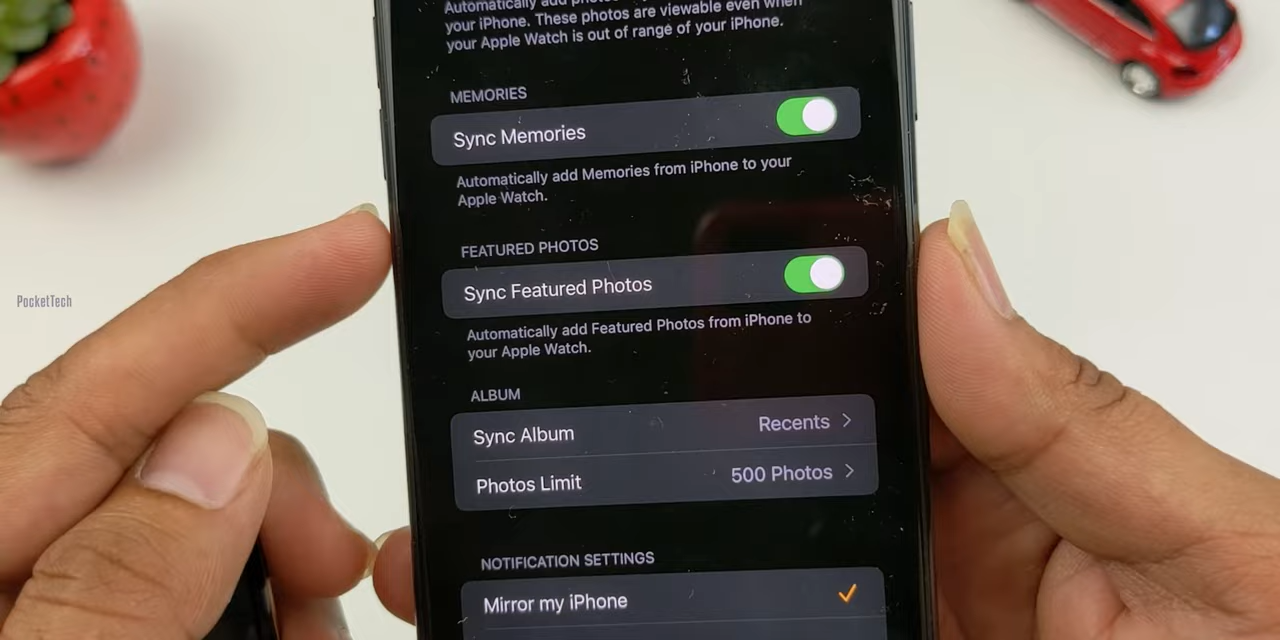 Automatically add photos
your iPhone. These photos are viewable even when
your Apple Watch is out of range of your iPhone.
MEMORIES
Sync Memories
Automatically add Memories from iPhone to your
Apple Watch.
FEATURED PHOTOS
Sync Featured Photos
Automatically add Featured Photos from iPhone to
your Apple Watch.
ALBUM
Sync Album Recents
Photos Limit 500 Photos
NOTIFICATION SETTINGS
Mirror my iPhone
PocketTech